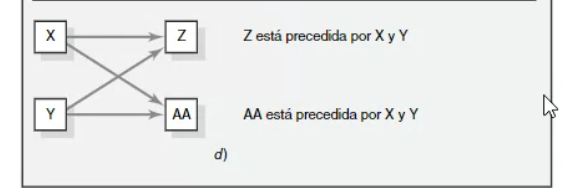 X
Z
Z está precedida por X y Y
Y
AA
AA está precedida por X y Y
d)